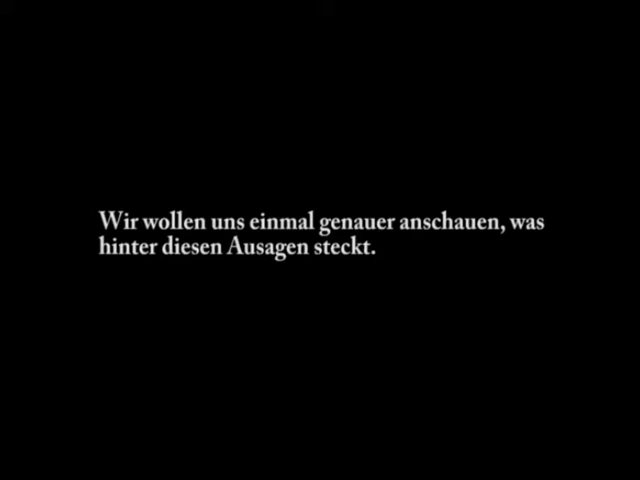 Wir wollen uns einmal genauer anschauen, was
hinter diesen Ausagen steckt.